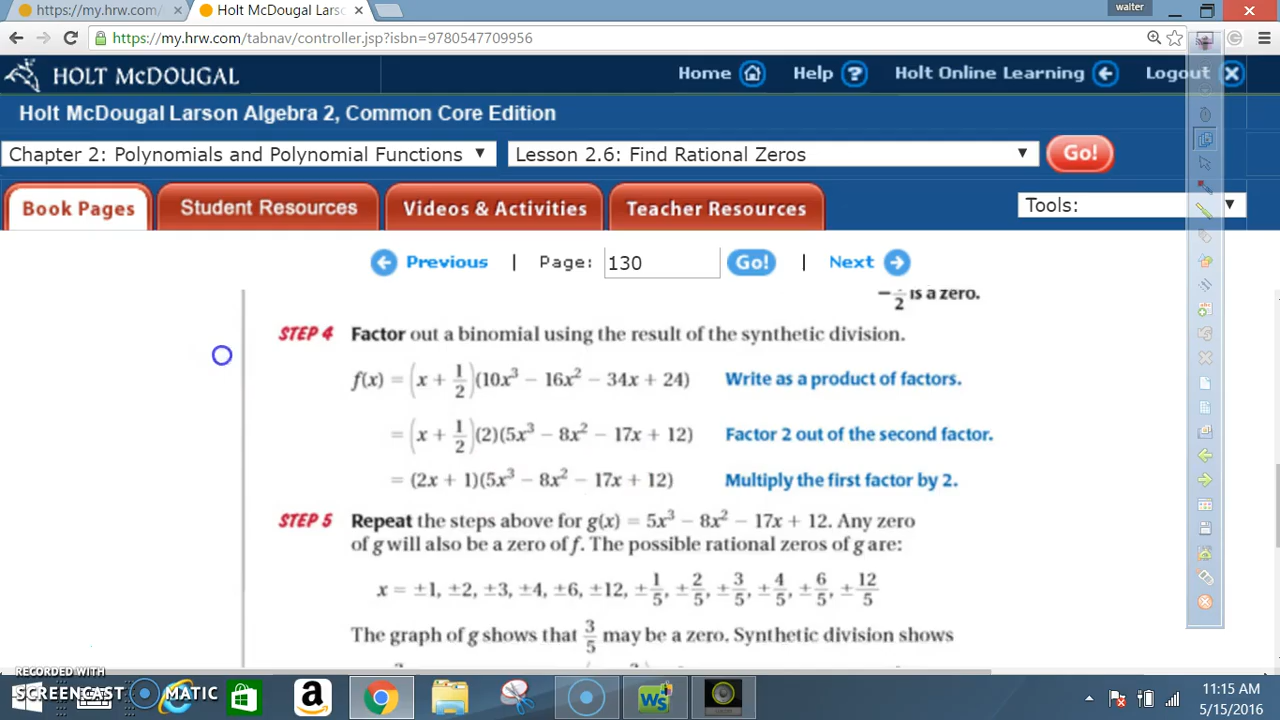 https://my.hrw.com/tabnav/
Holt McDougal Lars
walter
https://my.hrw.com/tabnav/controller.jsp?isbn=9780547709956
HOLT MCDOUGAL
Home Help ? Holt Online Learning Logout
Holt McDougal Larson Algebra 2, Common Core Edition
Chapter 2: Polynomials and Polynomial Functions Lesson 2.6: Find Rational Zeros Go!
Book Pages Student Resources Videos & Activities Teacher Resources Tools:
Previous | Page: 130 Go! | Next
−1/2 is a zero.
STEP 4 Factor out a binomial using the result of the synthetic division.
f(x) = (x + 1/2)(10x³ − 16x² − 34x + 24) Write as a product of factors.
= (x + 1/2)(2)(5x³ − 8x² − 17x + 12) Factor 2 out of the second factor.
= (2x + 1)(5x³ − 8x² − 17x + 12) Multiply the first factor by 2.
STEP 5 Repeat the steps above for g(x) = 5x³ − 8x² − 17x + 12. Any zero
of g will also be a zero of f. The possible rational zeros of g are:
x = ±1, ±2, ±3, ±4, ±6, ±12, ±1/5, ±2/5, ±3/5, ±4/5, ±6/5, ±12/5
The graph of g shows that 3/5 may be a zero. Synthetic division shows
RECORDED WITH
SCREENCAST MATIC
11:15 AM
5/15/2016